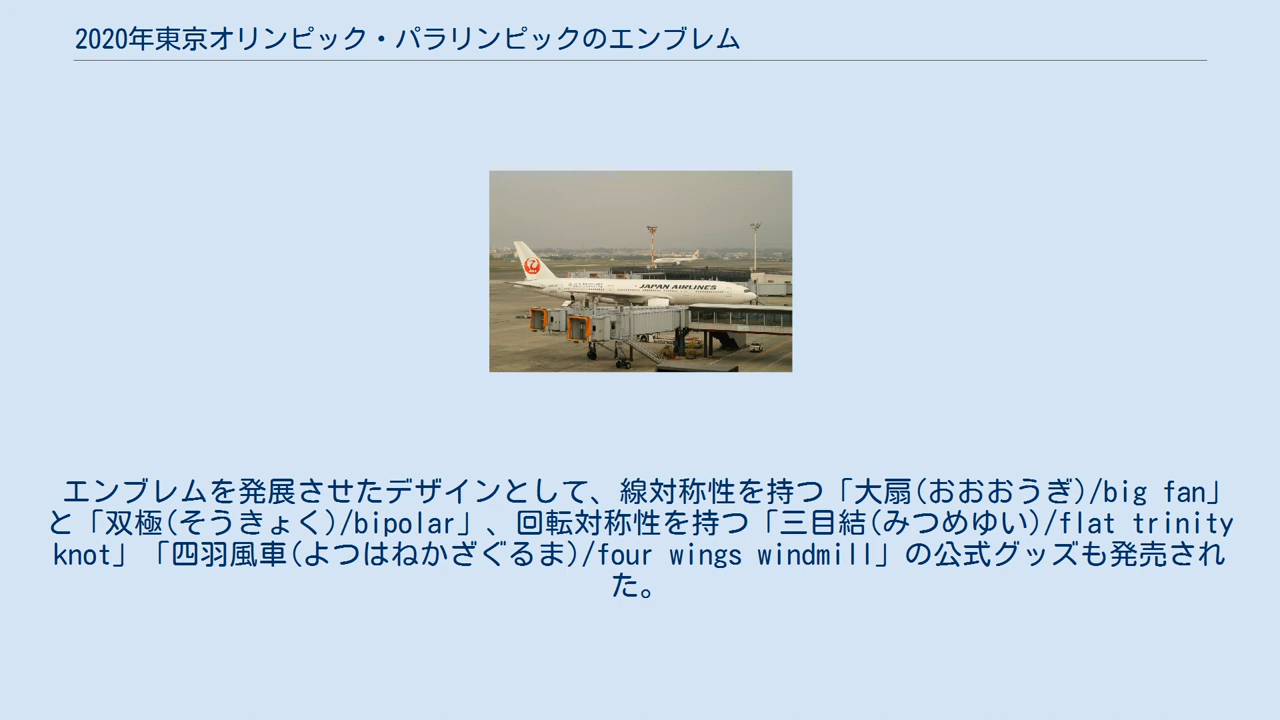 2020年東京オリンピック・パラリンピックのエンブレム
JAPAN AIRLINES
エンブレムを発展させたデザインとして、線対称性を持つ「大扇(おおおうぎ)/big fan」
と「双極(そうきょく)/bipolar」、回転対称性を持つ「三目結(みつめゆい)/flat trinity
knot」「四羽風車(よつはねかざぐるま)/four wings windmill」の公式グッズも発売され
た。